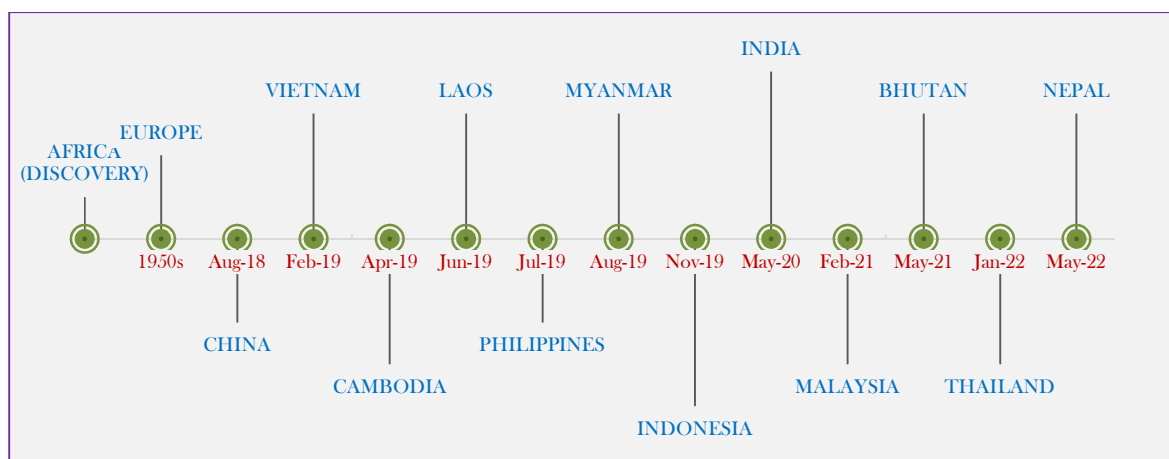 INDIA
VIETNAM
LAOS
MYANMAR
BHUTAN
NEPAL
EUROPE
AFRICA
(DISCOVERY)
1950s
Aug-18
Feb-19
Apr-19
Jun-19
Jul-19
Aug-19
Nov-19
May-20
Feb-21
May-21
Jan-22
May-22
CHINA
PHILIPPINES
CAMBODIA
MALAYSIA
THAILAND
INDONESIA